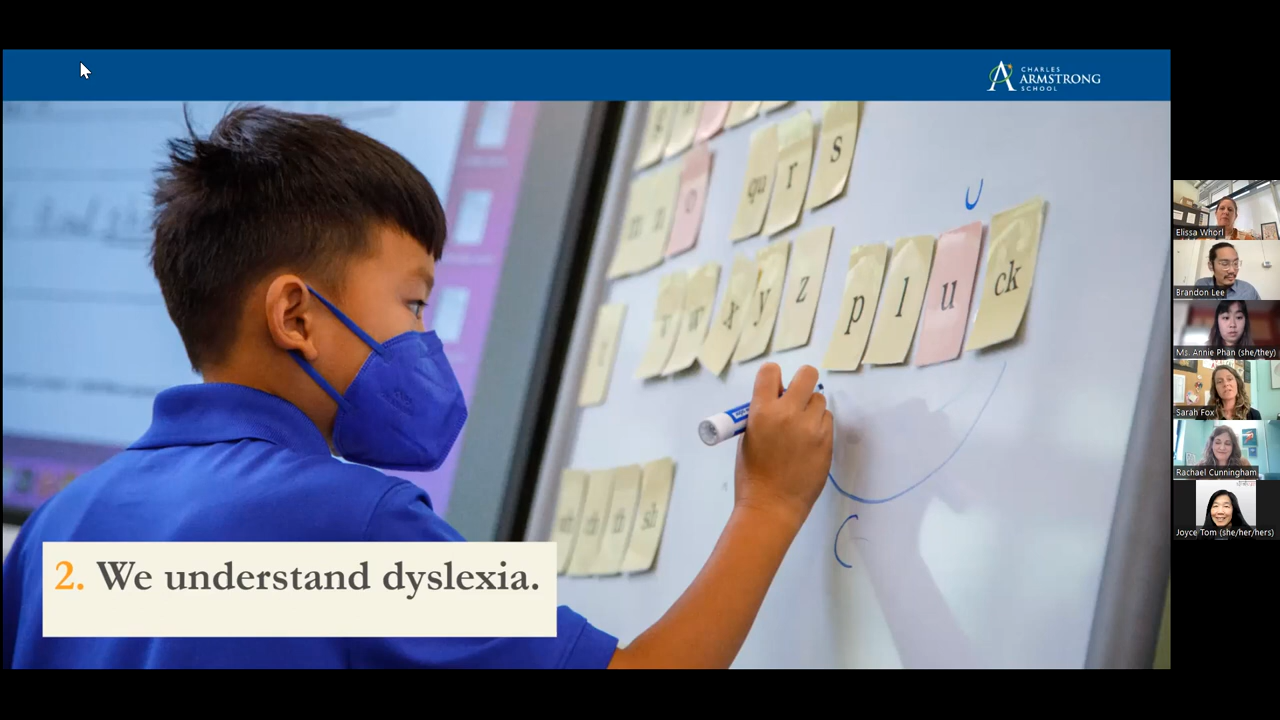 CHARLES
ARMSTRONG
SCHOOL
qu r s
m n o
w x y z
p l u ck
sh
2. We understand dyslexia.
Elissa Whorl
Brandon Lee
Ms. Annie Phan (she/they)
Sarah Fox
Rachael Cunningham
Joyce Tom (she/her/hers)